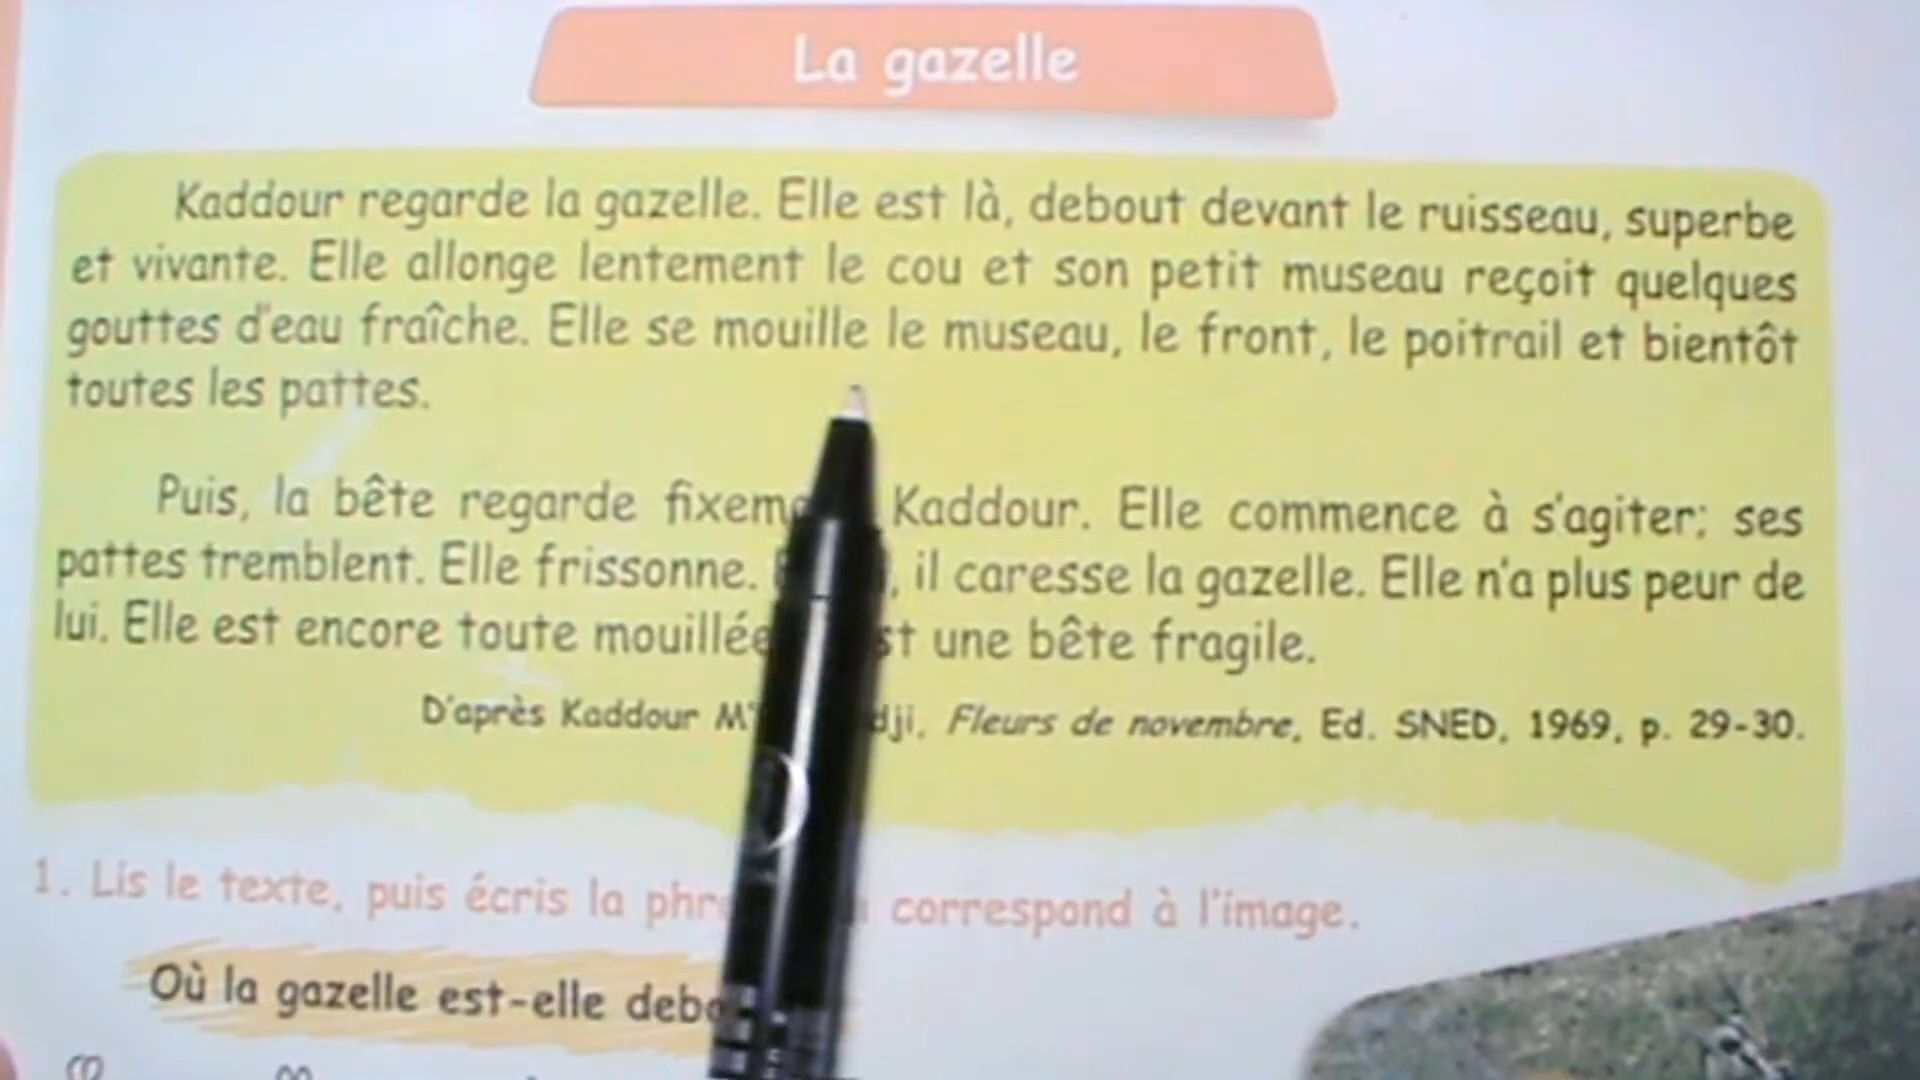 La gazelle
Kaddour regarde la gazelle. Elle est là, debout devant le ruisseau, superbe
et vivante. Elle allonge lentement le cou et son petit museau reçoit quelques
gouttes d'eau fraîche. Elle se mouille le museau, le front, le poitrail et bientôt
toutes les pattes.
Puis, la bête regarde Kaddour. Elle commence à s'agiter; ses
pattes tremblent. Elle frissonne. il caresse la gazelle. Elle n'a plus peur de
lui. Elle est encore toute une bête fragile.
D'après Kaddour Fleurs de novembre, Ed. SNED, 1969, p. 29-30.
1. Lis le texte, puis écris la correspond à l'image.
Où la gazelle est-elle